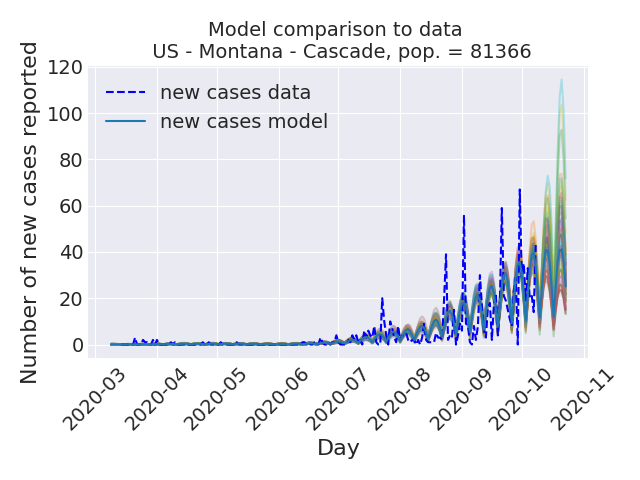 Model comparison to data
US - Montana - Cascade, pop. = 81366
Number of new cases reported
120
100
80
60
40
20
0
new cases data
new cases model
2020-03
2020-04
2020-05
2020-06
2020-07
2020-08
2020-09
2020-10
2020-11
Day